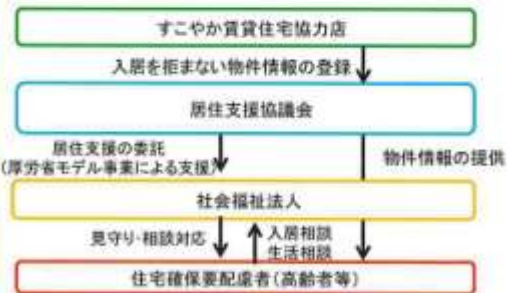 すこやか賃貸住宅協力店
入居を拒まない物件情報の登録
居住支援協議会
居住支援の委託
(厚労省モデル事業による支援)
物件情報の提供
社会福祉法人
見守り・相談対応
入居相談
生活相談
住宅確保要配慮者(高齢者等)